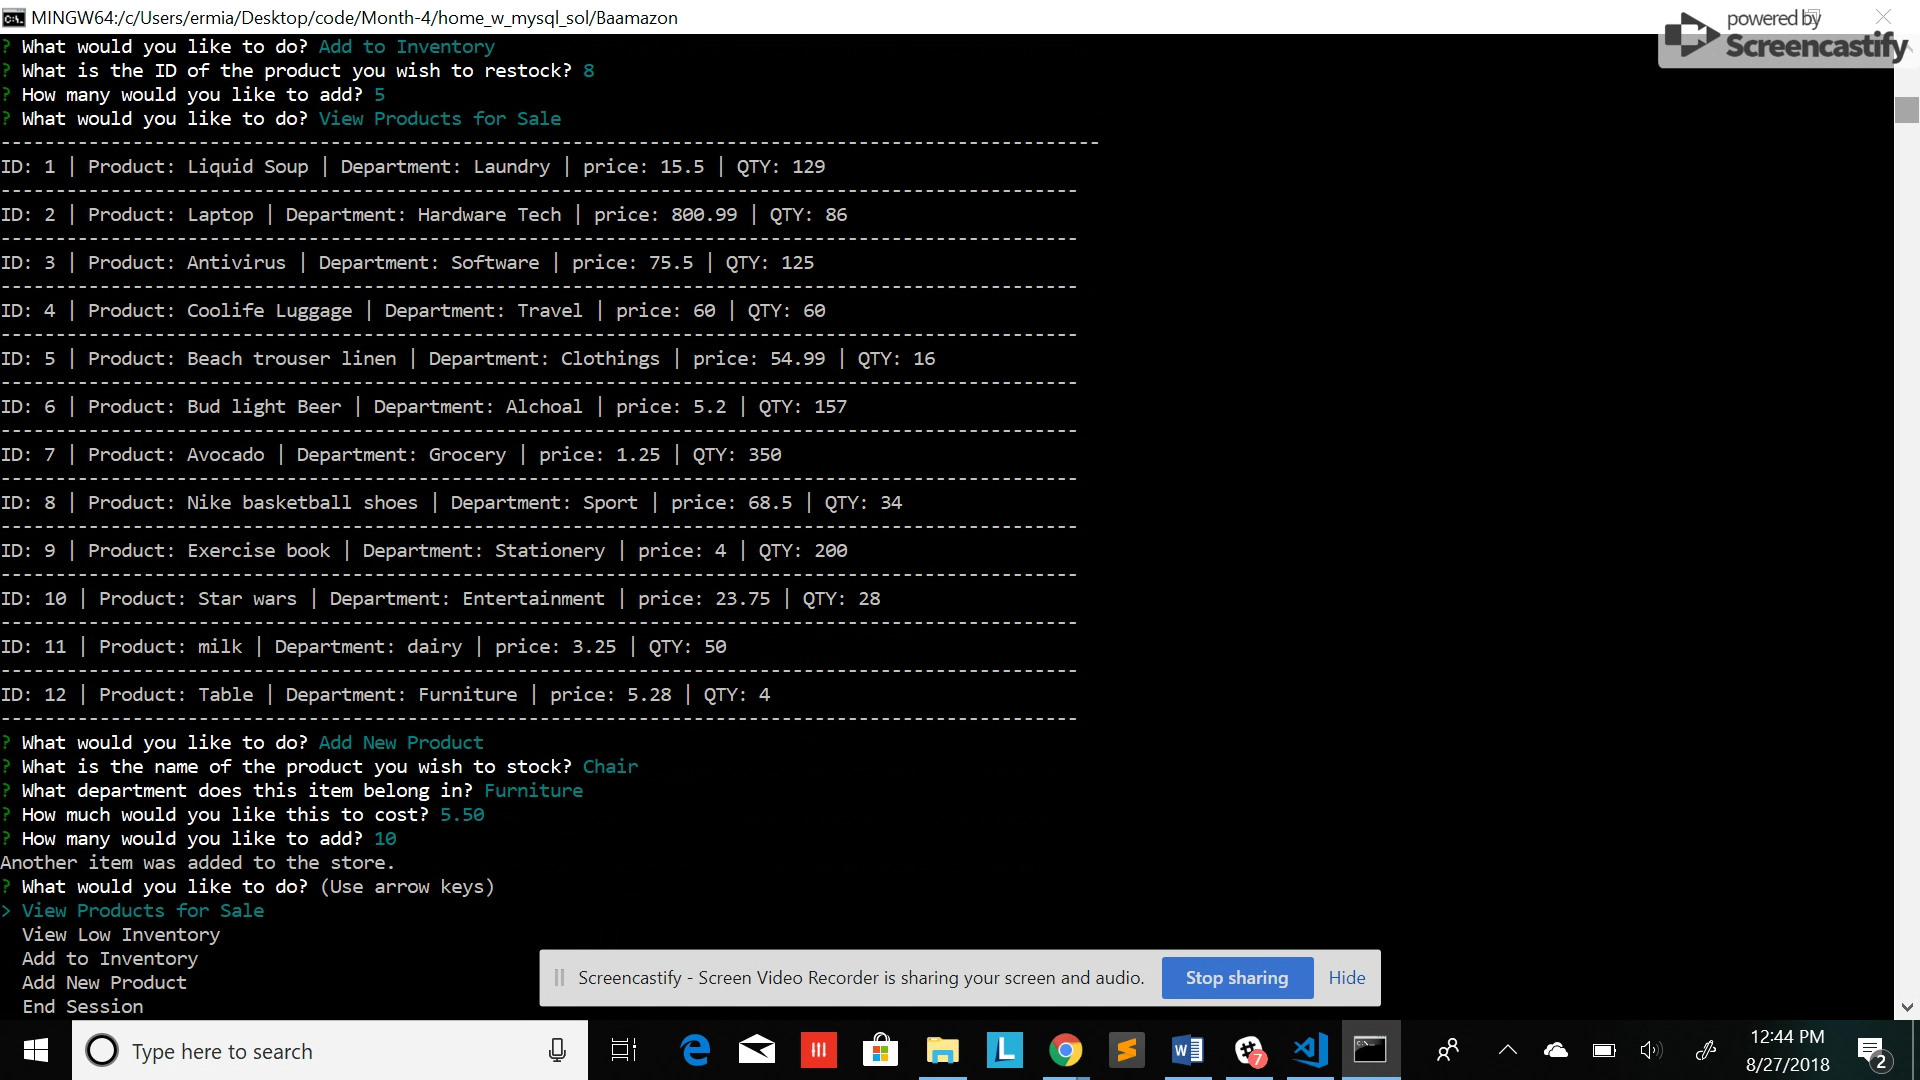 MINGW64:/c/Users/ermia/Desktop/code/Month-4/home_w_mysql_sol/Baamazon
powered by
Screencastify
? What would you like to do? Add to Inventory
? What is the ID of the product you wish to restock? 8
? How many would you like to add? 5
? What would you like to do? View Products for Sale
----------------------------------------------------------------------------------------------------
ID: 1 | Product: Liquid Soup | Department: Laundry | price: 15.5 | QTY: 129
--------------------------------------------------------------------------------------------------
ID: 2 | Product: Laptop | Department: Hardware Tech | price: 800.99 | QTY: 86
--------------------------------------------------------------------------------------------------
ID: 3 | Product: Antivirus | Department: Software | price: 75.5 | QTY: 125
--------------------------------------------------------------------------------------------------
ID: 4 | Product: Coolife Luggage | Department: Travel | price: 60 | QTY: 60
--------------------------------------------------------------------------------------------------
ID: 5 | Product: Beach trouser linen | Department: Clothings | price: 54.99 | QTY: 16
--------------------------------------------------------------------------------------------------
ID: 6 | Product: Bud light Beer | Department: Alchoal | price: 5.2 | QTY: 157
--------------------------------------------------------------------------------------------------
ID: 7 | Product: Avocado | Department: Grocery | price: 1.25 | QTY: 350
--------------------------------------------------------------------------------------------------
ID: 8 | Product: Nike basketball shoes | Department: Sport | price: 68.5 | QTY: 34
--------------------------------------------------------------------------------------------------
ID: 9 | Product: Exercise book | Department: Stationery | price: 4 | QTY: 200
--------------------------------------------------------------------------------------------------
ID: 10 | Product: Star wars | Department: Entertainment | price: 23.75 | QTY: 28
--------------------------------------------------------------------------------------------------
ID: 11 | Product: milk | Department: dairy | price: 3.25 | QTY: 50
--------------------------------------------------------------------------------------------------
ID: 12 | Product: Table | Department: Furniture | price: 5.28 | QTY: 4
--------------------------------------------------------------------------------------------------
? What would you like to do? Add New Product
? What is the name of the product you wish to stock? Chair
? What department does this item belong in? Furniture
? How much would you like this to cost? 5.50
? How many would you like to add? 10
Another item was added to the store.
? What would you like to do? (Use arrow keys)
> View Products for Sale
View Low Inventory
Add to Inventory
Add New Product
End Session
Screencastify - Screen Video Recorder is sharing your screen and audio. Stop sharing Hide
Type here to search
L
W
7
12:44 PM
8/27/2018
2